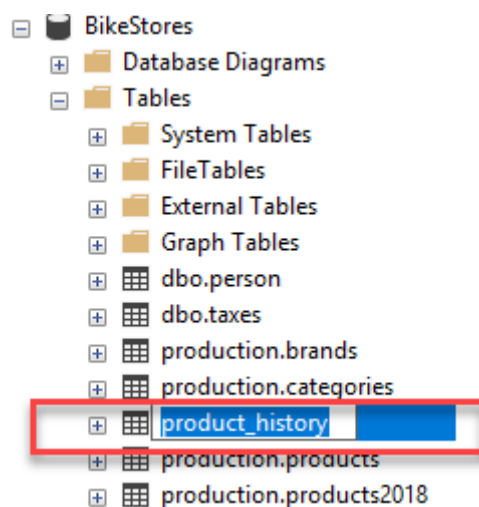 BikeStores
Database Diagrams
Tables
System Tables
FileTables
External Tables
Graph Tables
dbo.person
dbo.taxes
production.brands
production.categories
product_history
production.products
production.products2018